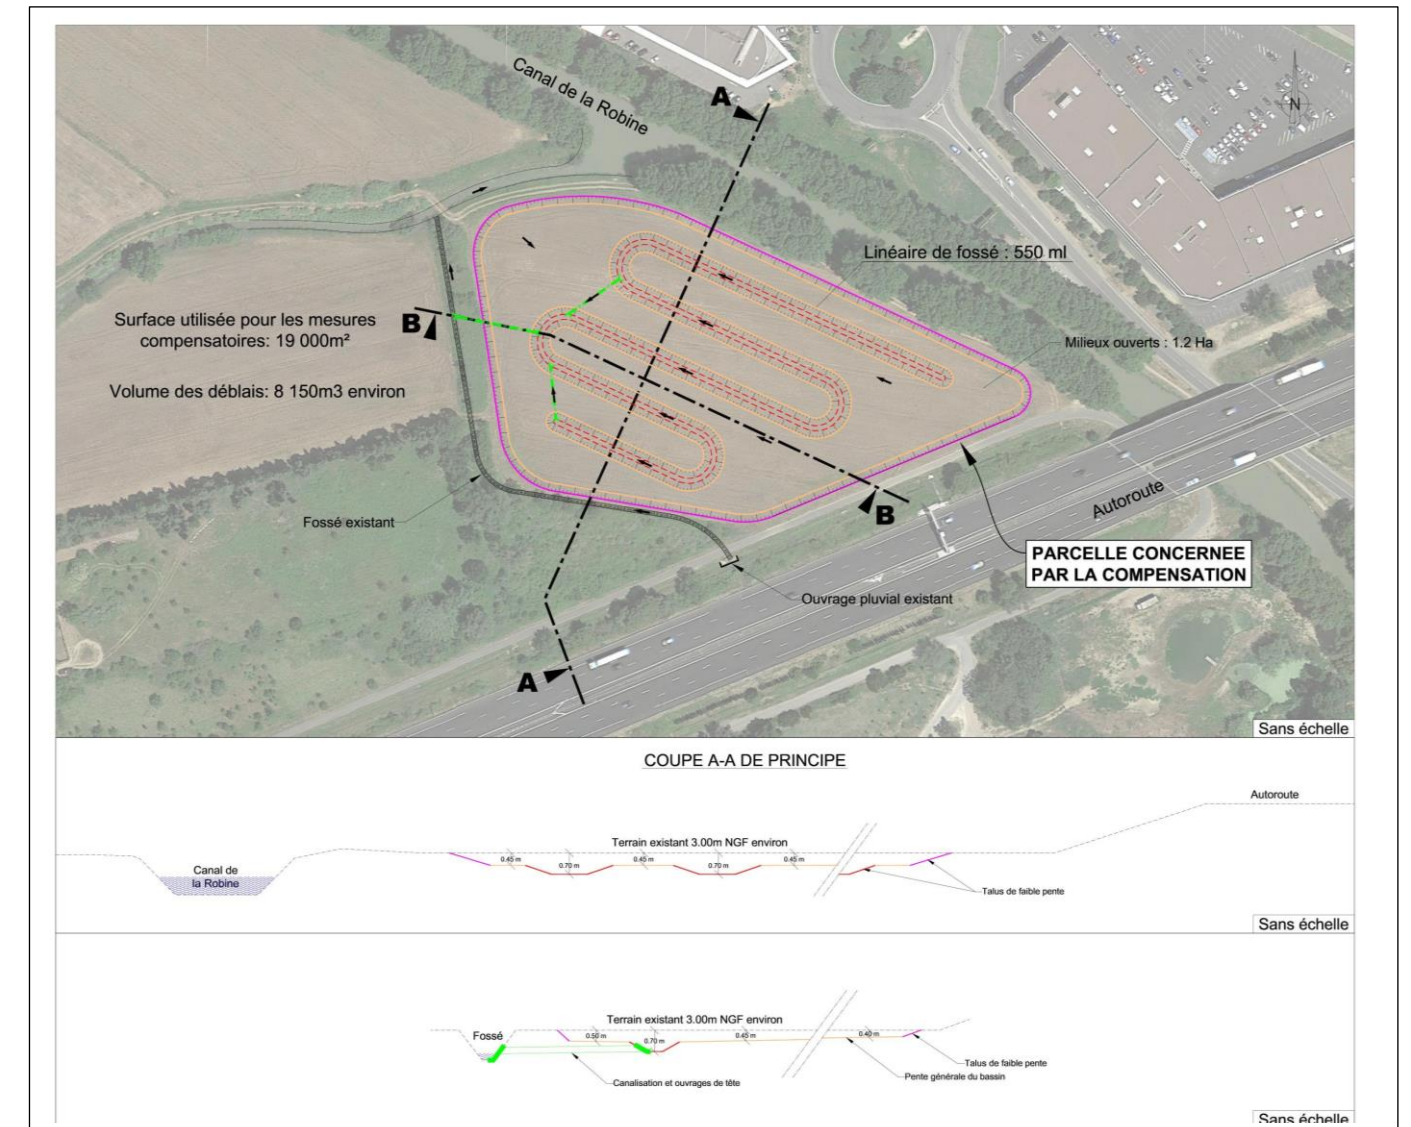 Canal de la Robine
A
N
Linéaire de fossé : 550 ml
Surface utilisée pour les mesures
compensatoires: 19 000m²
B
Milieux ouverts : 1.2 Ha
Volume des déblais: 8 150m3 environ
Autoroute
B
Fossé existant
PARCELLE CONCERNEE
PAR LA COMPENSATION
Ouvrage pluvial existant
A
Sans échelle
COUPE A-A DE PRINCIPE
Autoroute
Terrain existant 3.00m NGF environ
0.45 m
0.70 m
0.45 m
0.70 m
0.45 m
Canal de
la Robine
Talus de faible pente
Sans échelle
Terrain existant 3.00m NGF environ
Fossé
0.50 m
0.70 m
0.45 m
0.40 m
Talus de faible pente
Pente générale du bassin
Canalisation et ouvrages de tête
Sans échelle